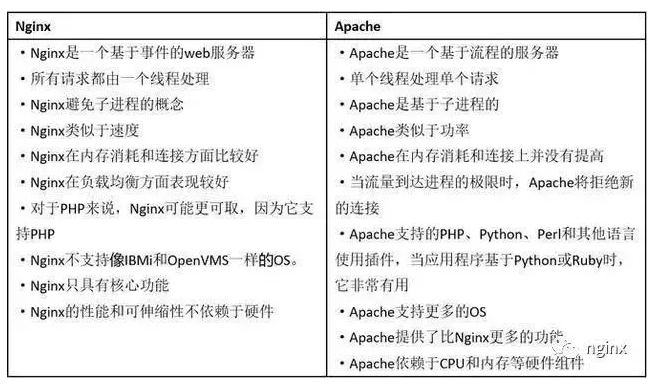 Nginx
• Nginx是一个基于事件的web服务器
• 所有请求都由一个线程处理
• Nginx避免子进程的概念
• Nginx类似于速度
• Nginx在内存消耗和连接方面比较好
• Nginx在负载均衡方面表现较好
• 对于PHP来说，Nginx可能更可取，因为它支
持PHP
• Nginx不支持像IBMi和OpenVMS一样的OS。
• Nginx只具有核心功能
• Nginx的性能和可伸缩性不依赖于硬件
Apache
• Apache是一个基于流程的服务器
• 单个线程处理单个请求
• Apache是基于子进程的
• Apache类似于功率
• Apache在内存消耗和连接上并没有提高
• 当流量到达进程的极限时，Apache将拒绝新
的连接
• Apache支持的PHP、Python、Perl和其他语言
使用插件，当应用程序基于Python或Ruby时，
它非常有用
• Apache支持更多的OS
• Apache提供了比Nginx更多的功能
• Apache依赖于CPU和内存等硬件组件
nginx